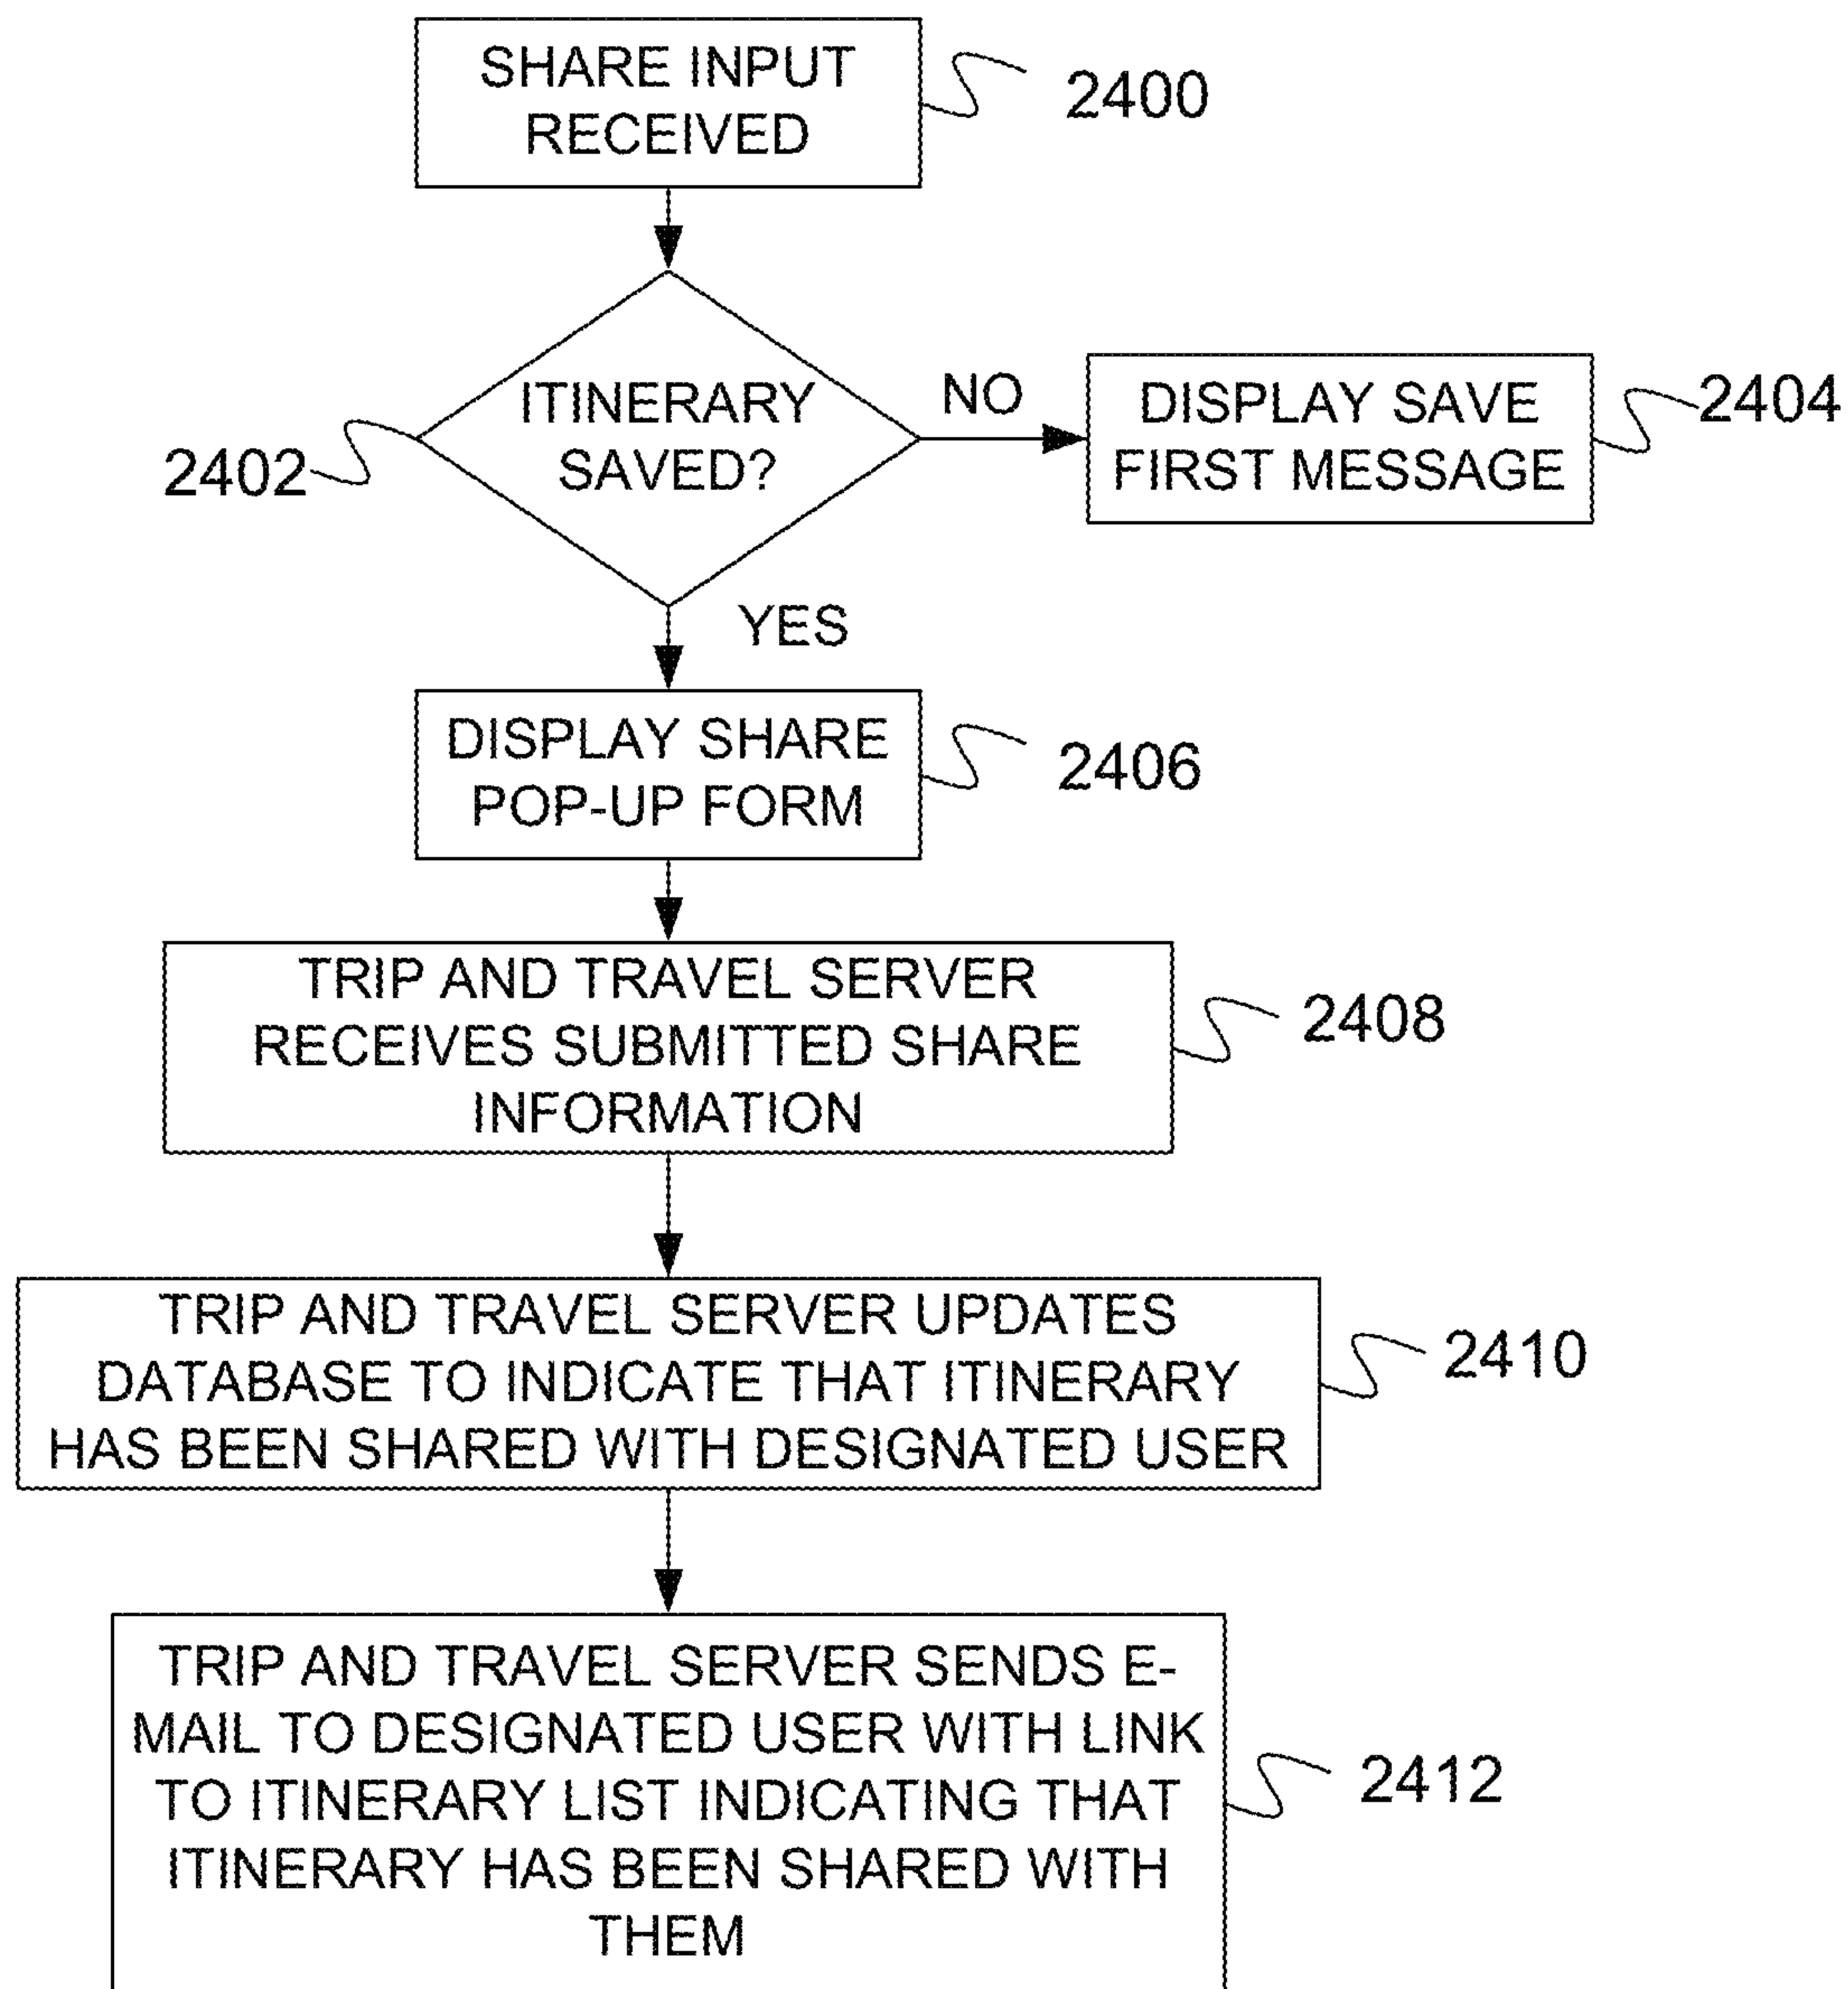 SHARE INPUT
RECEIVED
2400
ITINERARY
SAVED?
2402
NO
DISPLAY SAVE
FIRST MESSAGE
2404
YES
DISPLAY SHARE
POP-UP FORM
2406
TRIP AND TRAVEL SERVER
RECEIVES SUBMITTED SHARE
INFORMATION
2408
TRIP AND TRAVEL SERVER UPDATES
DATABASE TO INDICATE THAT ITINERARY
HAS BEEN SHARED WITH DESIGNATED USER
2410
TRIP AND TRAVEL SERVER SENDS E-
MAIL TO DESIGNATED USER WITH LINK
TO ITINERARY LIST INDICATING THAT
ITINERARY HAS BEEN SHARED WITH
THEM
2412